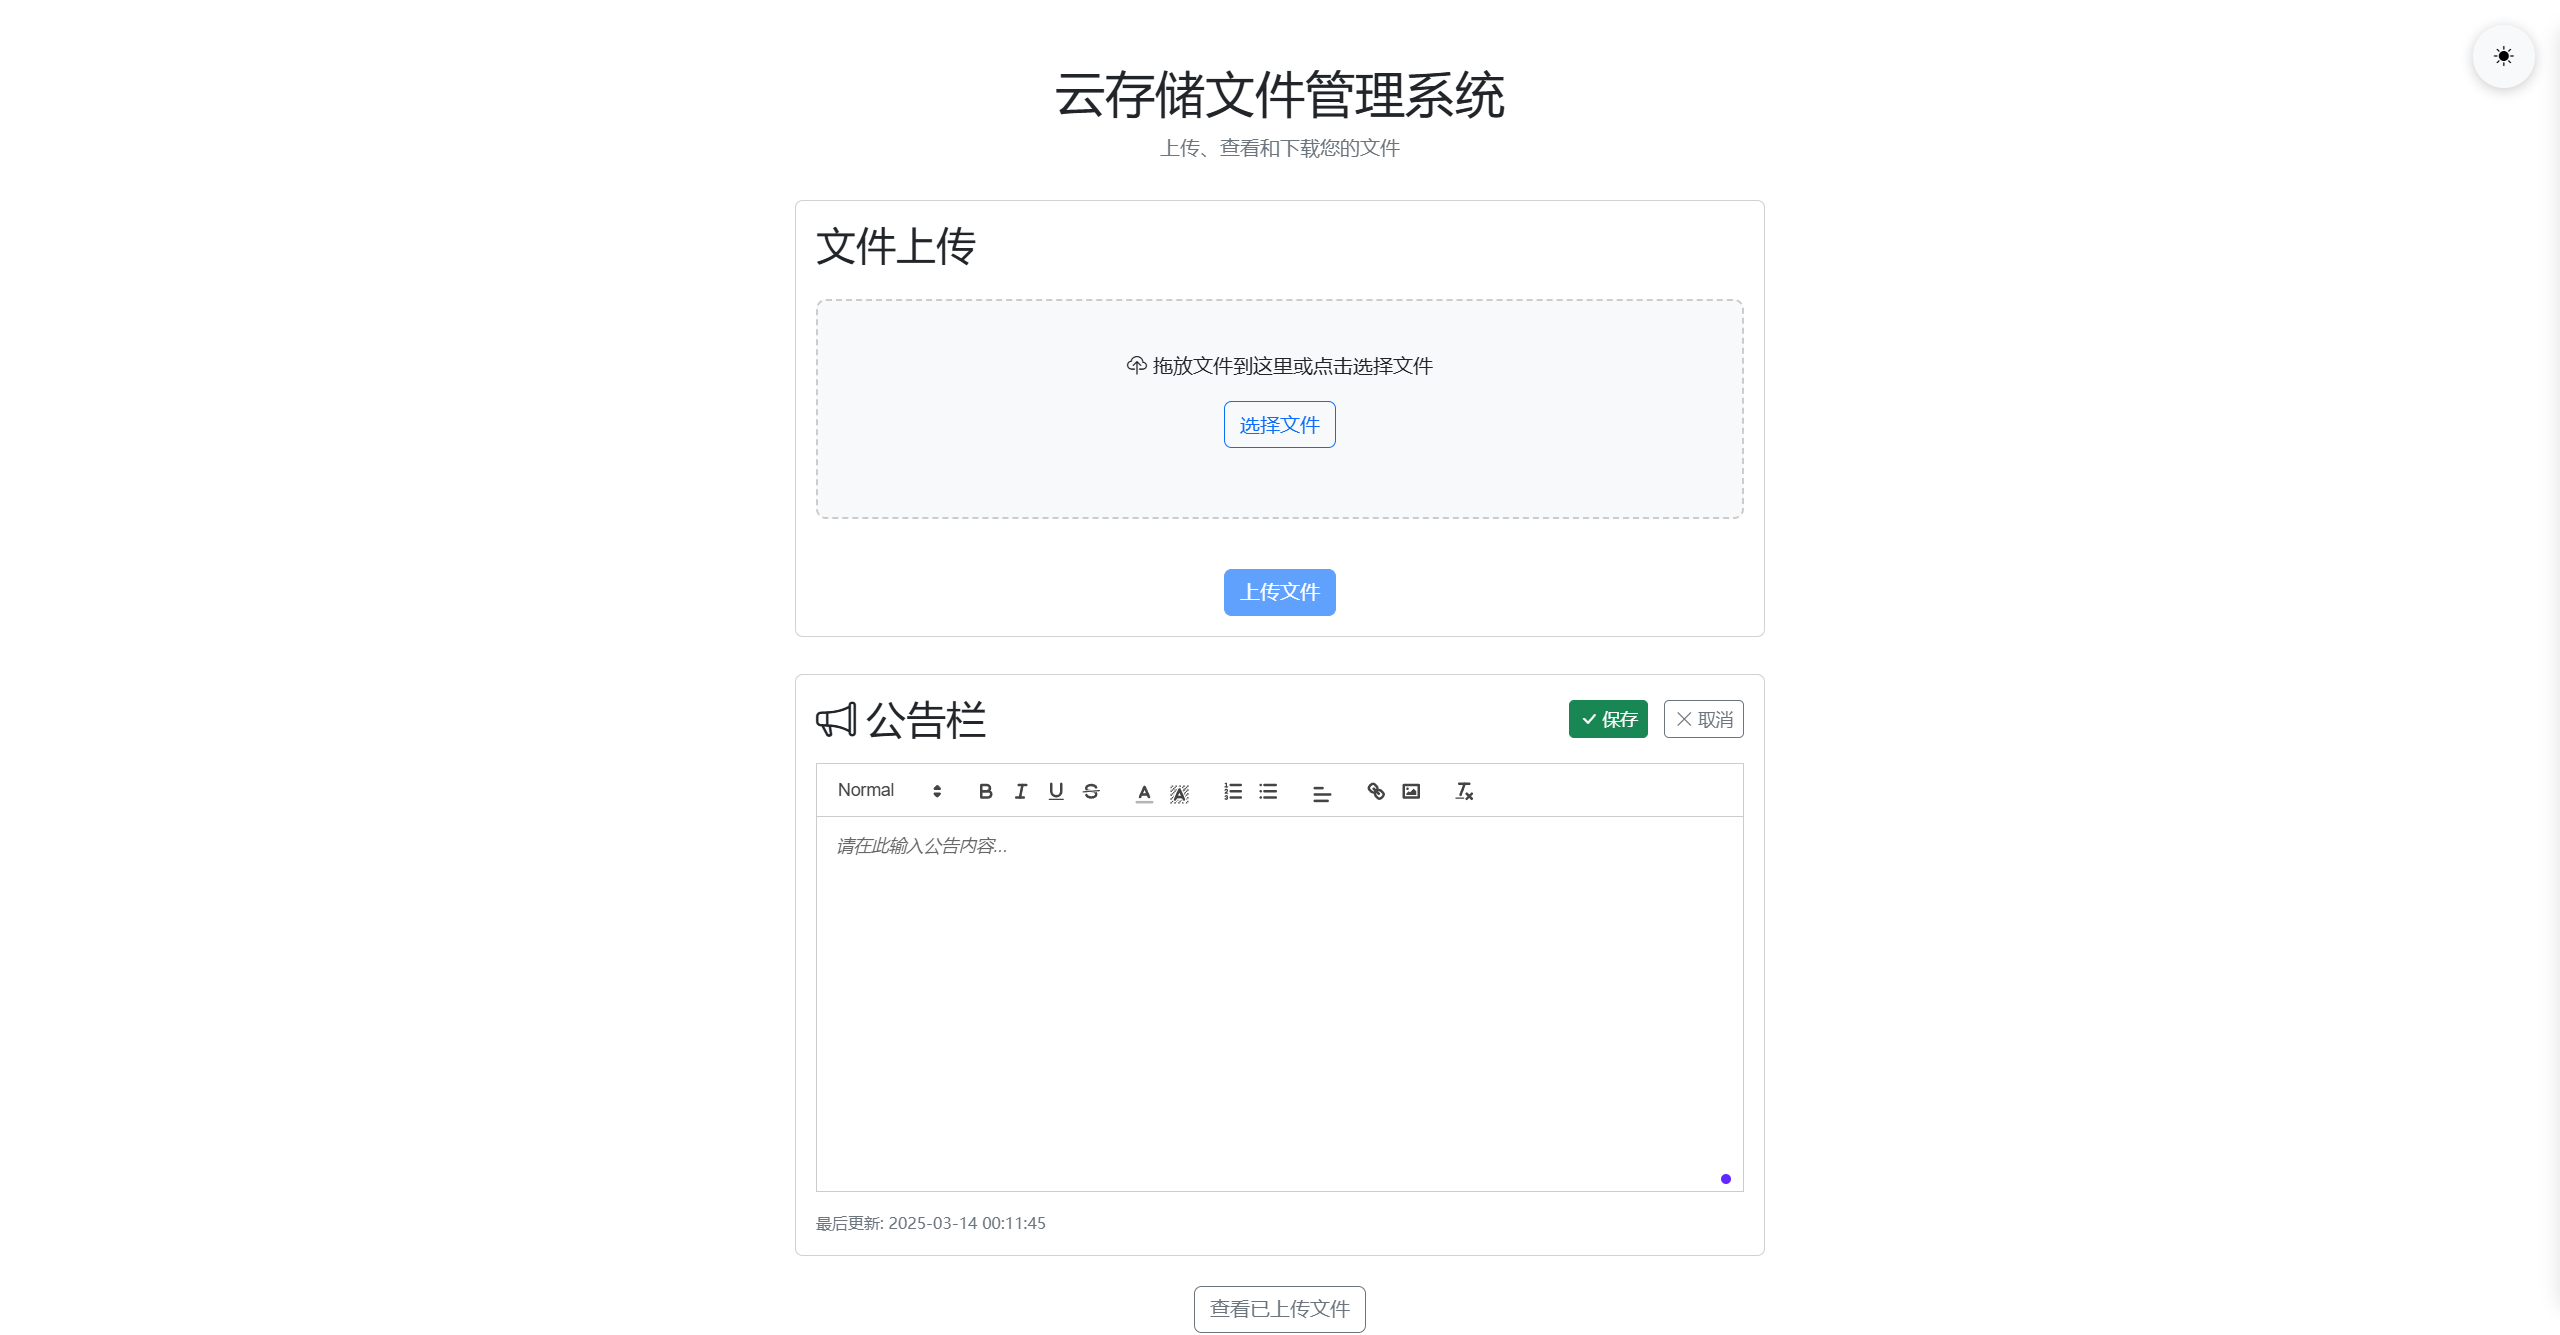 云存储文件管理系统
上传、查看和下载您的文件
文件上传
拖放文件到这里或点击选择文件
选择文件
上传文件
公告栏
保存 取消
Normal
请在此输入公告内容...
最后更新: 2025-03-14 00:11:45
查看已上传文件